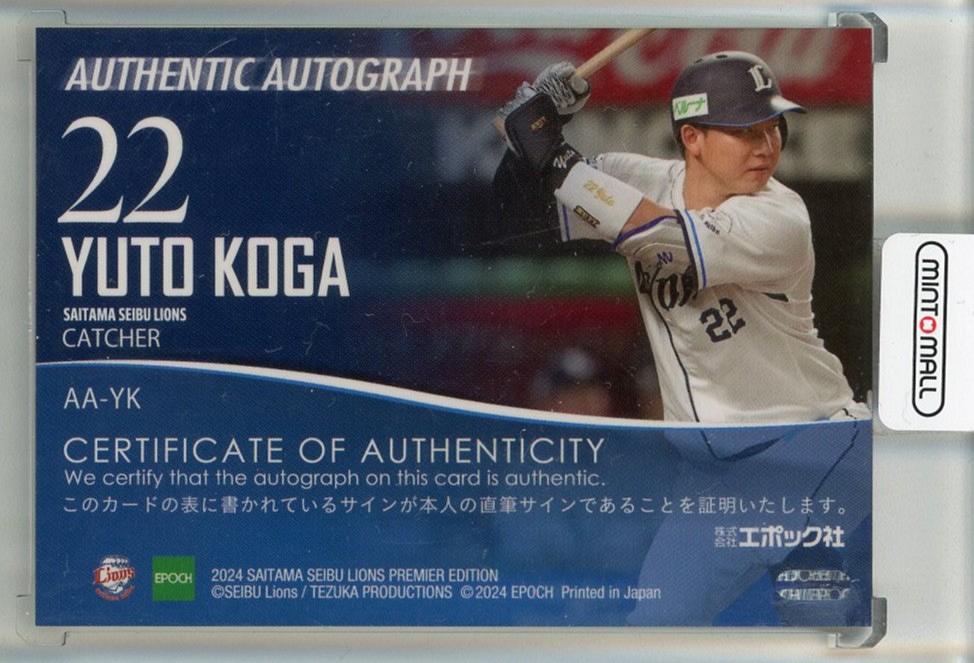 AUTHENTIC AUTOGRAPH
22
YUTO KOGA
SAITAMA SEIBU LIONS
CATCHER
AA-YK
CERTIFICATE OF AUTHENTICITY
We certify that the autograph on this card is authentic.
このカードの表に書かれているサインが本人の直筆サインであることを証明いたします。
株式会社エポック社
Lions
EPOCH
2024 SAITAMA SEIBU LIONS PREMIER EDITION
©SEIBU Lions / TEZUKA PRODUCTIONS ©2024 EPOCH Printed in Japan
MINT MALL
L
22